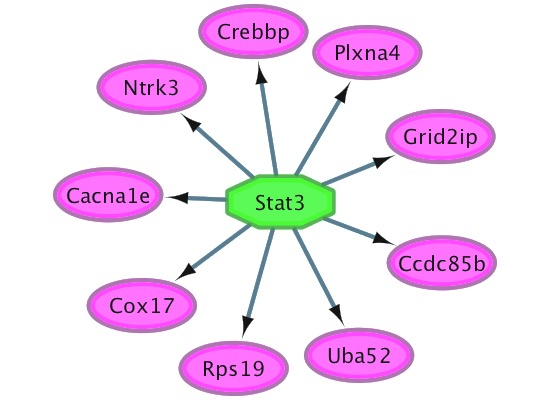 Crebbp
Plxna4
Ntrk3
Grid2ip
Cacna1e
Stat3
Ccdc85b
Cox17
Uba52
Rps19